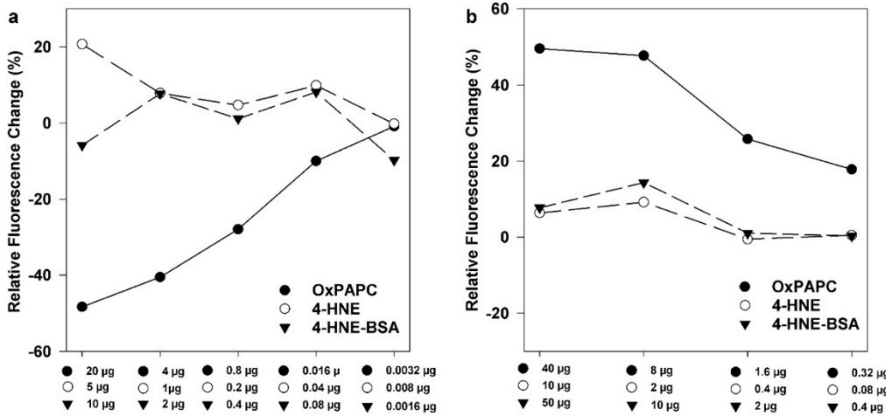 a
Relative Fluorescence Change (%)
20
0
-20
-40
-60
OxPAPC
4-HNE
4-HNE-BSA
20 µg 4 µg 0.8 µg 0.016 µ 0.0032 µg
5 µg 1µg 0.2 µg 0.04 µg 0.008 µg
10 µg 2 µg 0.4 µg 0.08 µg 0.0016 µg
b
Relative Fluorescence Change (%)
60
40
20
0
-20
OxPAPC
4-HNE
4-HNE-BSA
40 µg 8 µg 1.6 µg 0.32 µg
10 µg 2 µg 0.4 µg 0.08 µg
50 µg 10 µg 2 µg 0.4 µg